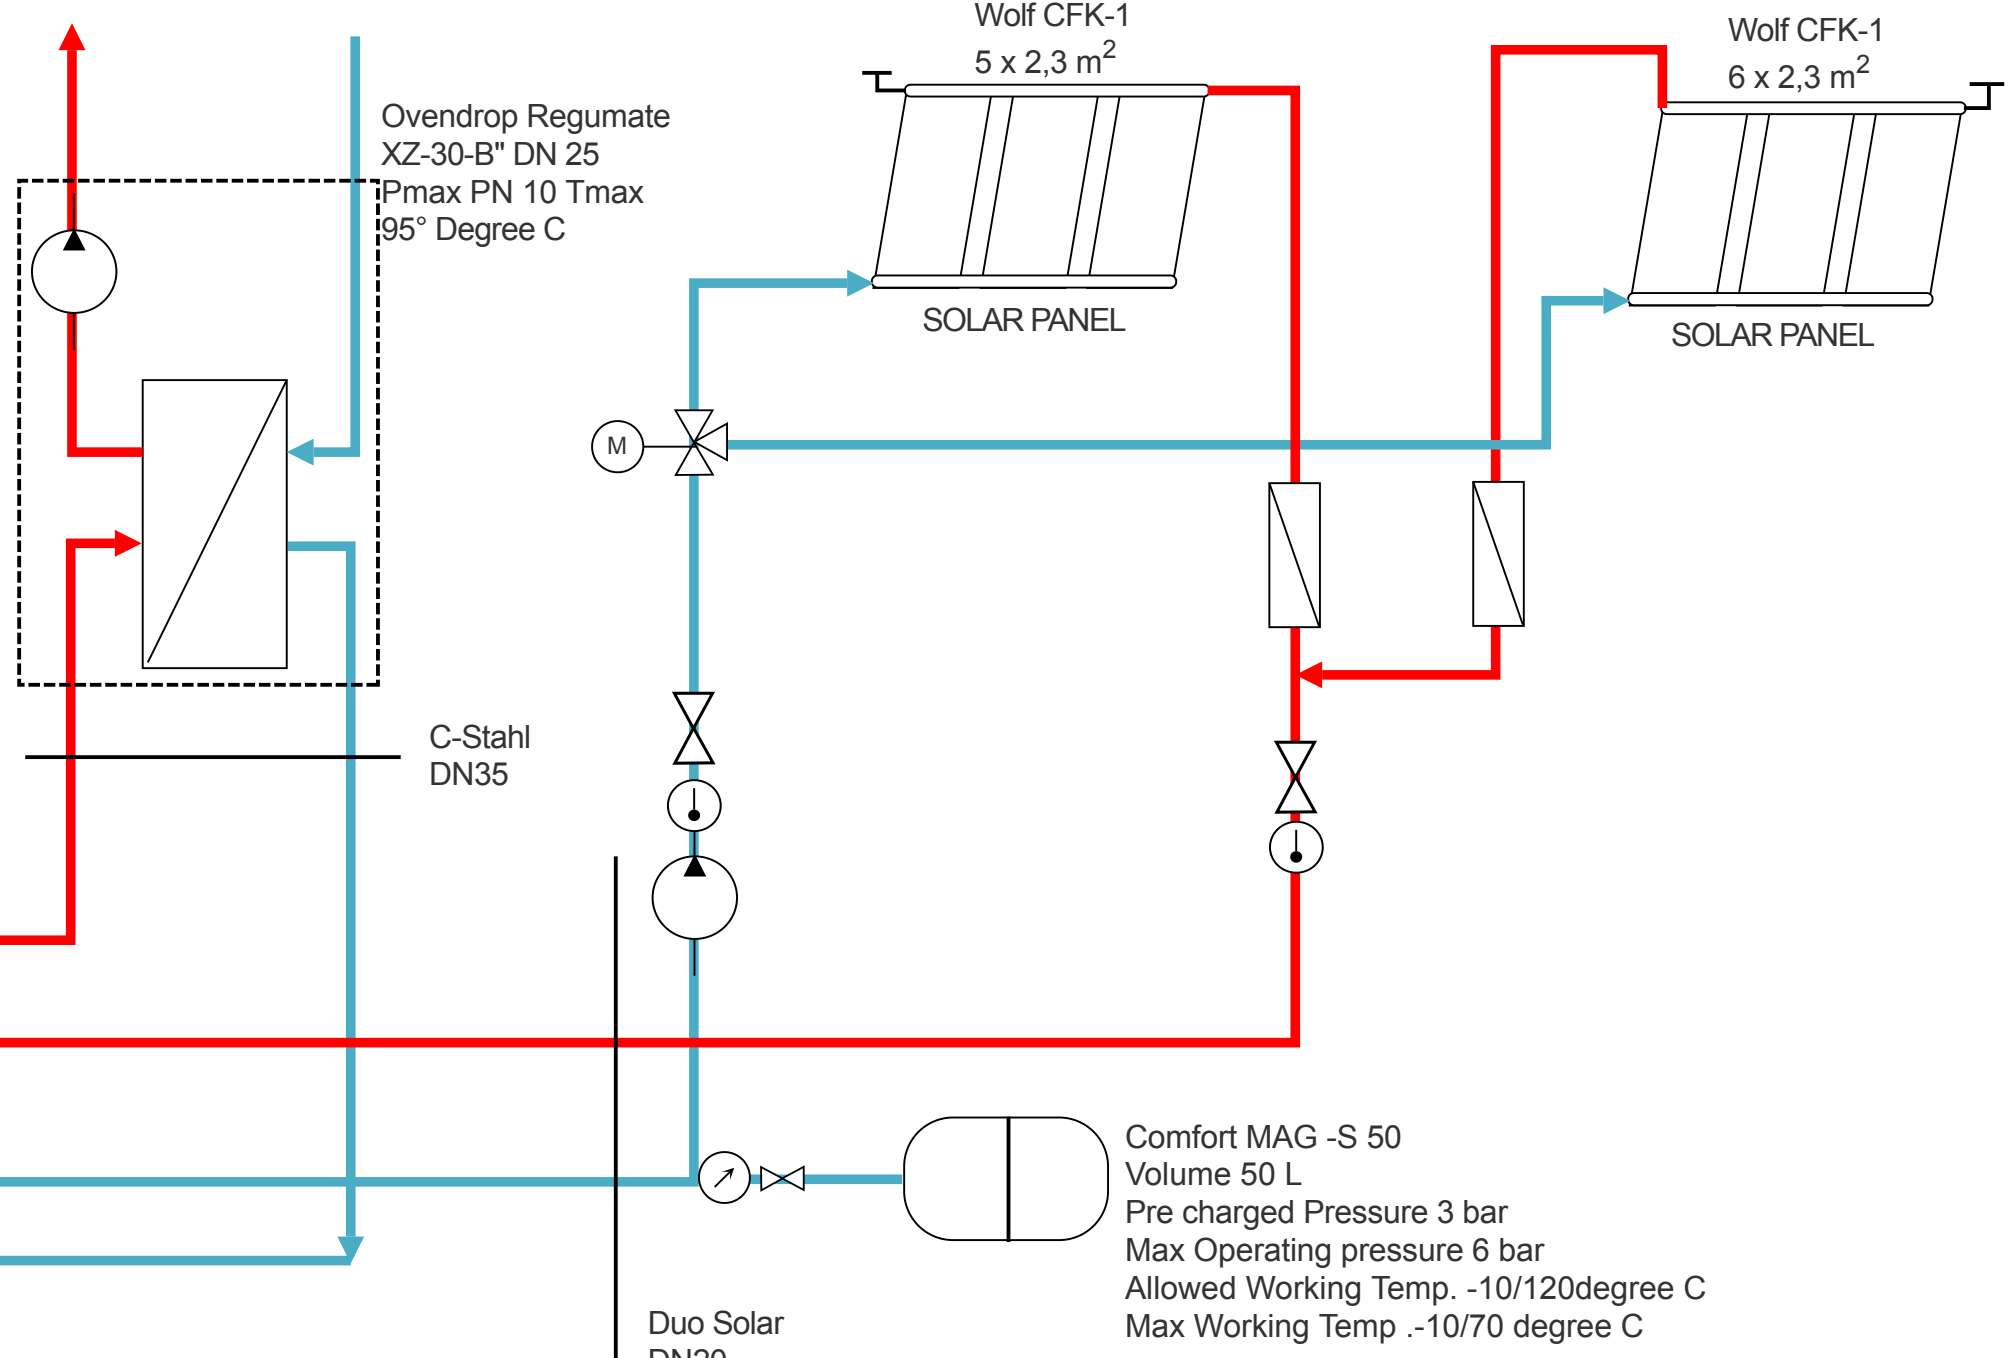 Wolf CFK-1
5 x 2,3 m²
Wolf CFK-1
6 x 2,3 m²
Ovendrop Regumate
XZ-30-B" DN 25
Pmax PN 10 Tmax
95° Degree C
SOLAR PANEL
SOLAR PANEL
M
C-Stahl
DN35
Comfort MAG -S 50
Volume 50 L
Pre charged Pressure 3 bar
Max Operating pressure 6 bar
Allowed Working Temp. -10/120degree C
Max Working Temp .-10/70 degree C
Duo Solar
DN20